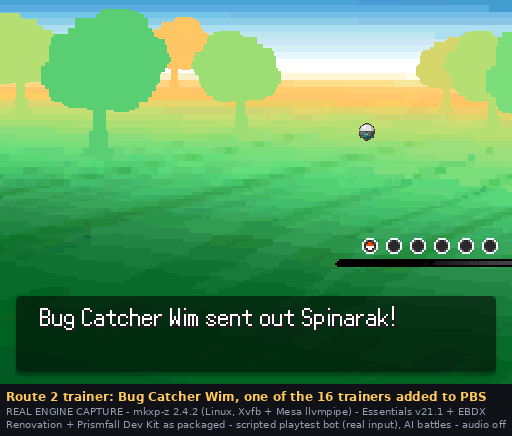 Bug Catcher Wim sent out Spinarak!
Route 2 trainer: Bug Catcher Wim, one of the 16 trainers added to PBS
REAL ENGINE CAPTURE - mkxp-z 2.4.2 (Linux, Xvfb + Mesa llvmpipe) - Essentials v21.1 + EBDX
Renovation + Prismfall Dev Kit as packaged - scripted playtest bot (real input), AI battles - audio off